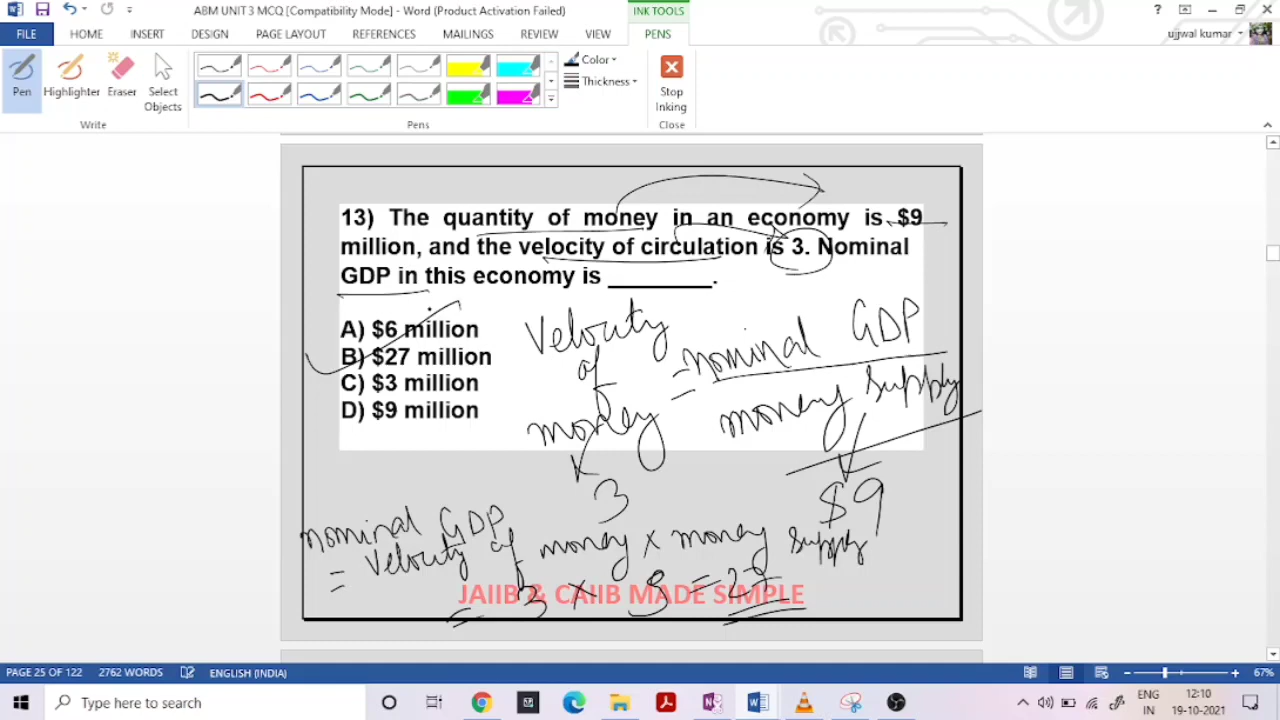 ABM UNIT 3 MCQ [Compatibility Mode] - Word (Product Activation Failed)
INK TOOLS
FILE HOME INSERT DESIGN PAGE LAYOUT REFERENCES MAILINGS REVIEW VIEW PENS
ujjwal kumar
Pen Highlighter Eraser Select Objects
Color
Thickness
Stop Inking
Write Pens Close
13) The quantity of money in an economy is $9
million, and the velocity of circulation is 3. Nominal
GDP in this economy is ________.
A) $6 million
B) $27 million
C) $3 million
D) $9 million
Velocity of money = nominal GDP
money supply
3 $9
nominal GDP
= Velocity of money x money supply
= 3 x 9 = 27
JAIIB & CAIIB MADE SIMPLE
PAGE 25 OF 122 2762 WORDS ENGLISH (INDIA) 67%
Type here to search
ENG 12:10
IN 19-10-2021